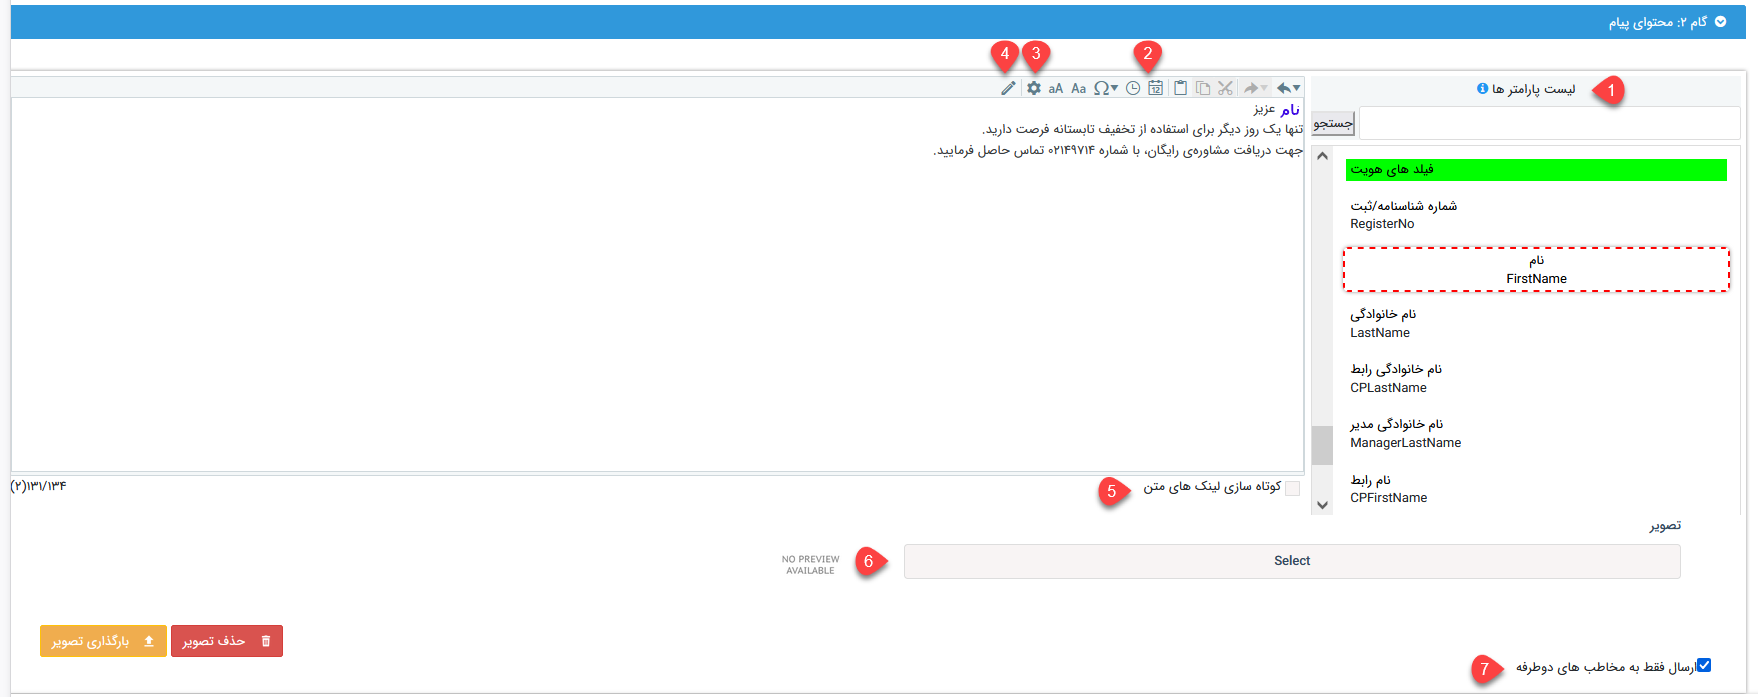 گام ۲: محتوای پیام
4
3
2
1
لیست پارامتر ها
جستجو
12
Aa
aA
نام عزیز
تنها یک روز دیگر برای استفاده از تخفیف تابستانه فرصت دارید.
جهت دریافت مشاوره‌ی رایگان، با شماره ۰۲۱۴۹۷۱۴ تماس حاصل فرمایید.
فیلد های هویت
شماره شناسنامه/ثبت
RegisterNo
نام
FirstName
نام خانوادگی
LastName
نام خانوادگی رابط
CPLastName
نام خانوادگی مدیر
ManagerLastName
نام رابط
CPFirstName
کوتاه سازی لینک های متن
5
۱۳۱/۱۳۴(۲)
تصویر
Select
6
NO PREVIEW
AVAILABLE
حذف تصویر
بارگذاری تصویر
ارسال فقط به مخاطب های دوطرفه
7